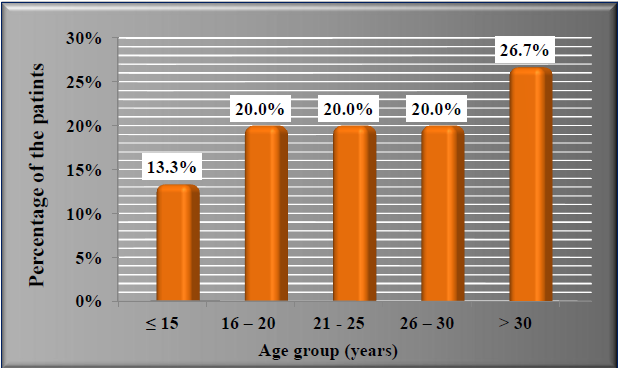 Percentage of the patints
30%
25%
20%
15%
10%
5%
0%
13.3%
20.0%
20.0%
20.0%
26.7%
≤ 15
16 – 20
21 - 25
26 – 30
> 30
Age group (years)